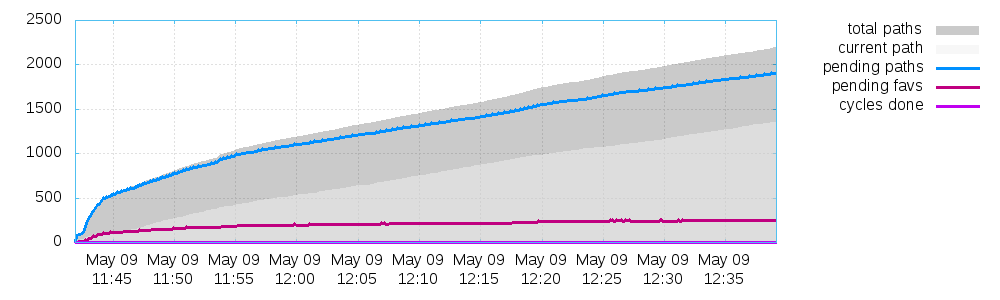 2500
2000
1500
1000
500
0
May 09 May 09 May 09 May 09 May 09 May 09 May 09 May 09 May 09 May 09 May 09
11:45 11:50 11:55 12:00 12:05 12:10 12:15 12:20 12:25 12:30 12:35
total paths
current path
pending paths
pending favs
cycles done